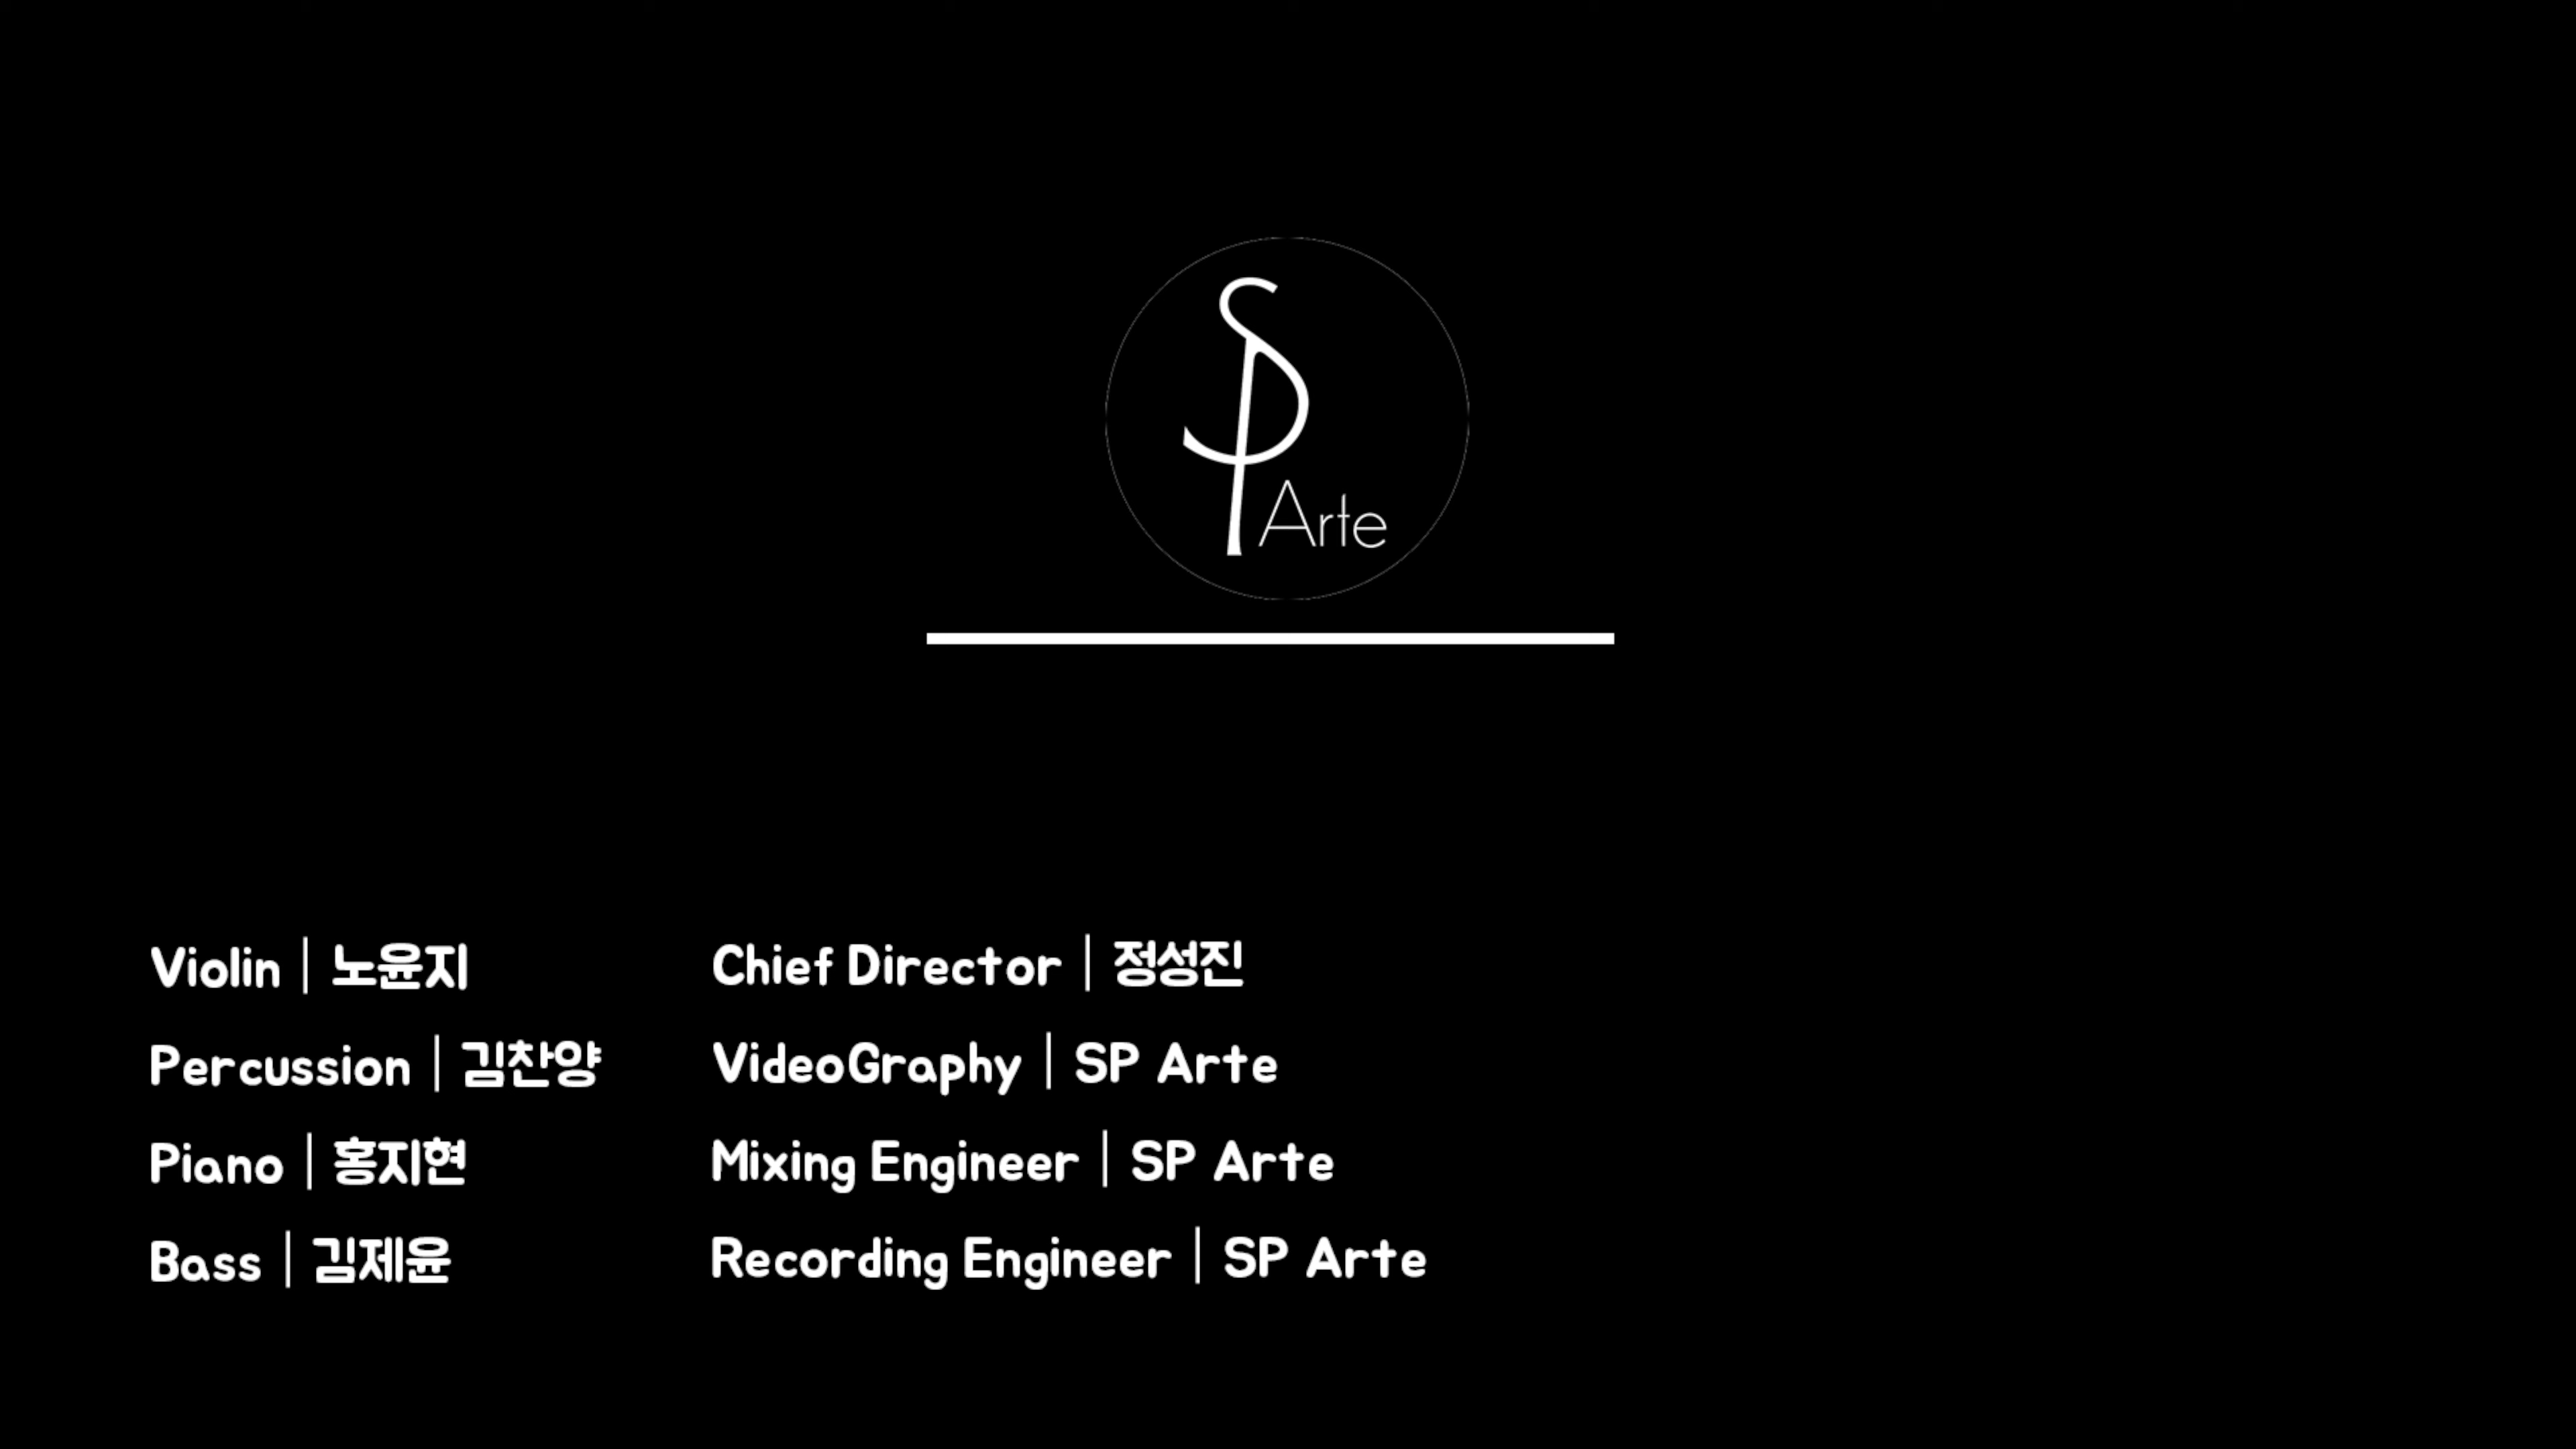 SP
Arte
Violin | 노윤지
Percussion | 김찬양
Piano | 홍지현
Bass | 김제윤
Chief Director | 정성진
VideoGraphy | SP Arte
Mixing Engineer | SP Arte
Recording Engineer | SP Arte